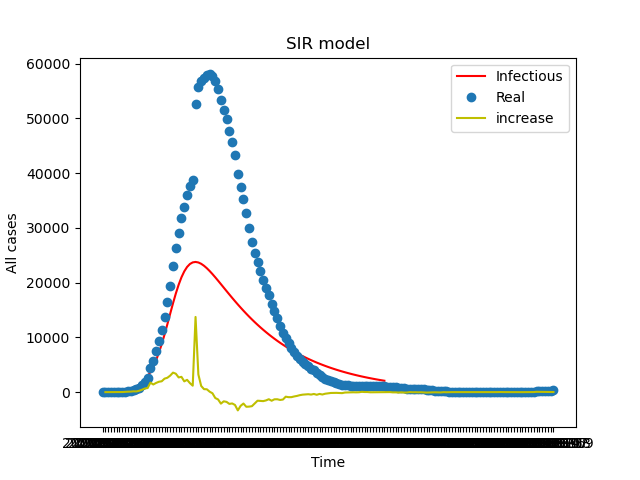 SIR model
Infectious
Real
increase
60000
50000
40000
30000
20000
10000
0
All cases
Time